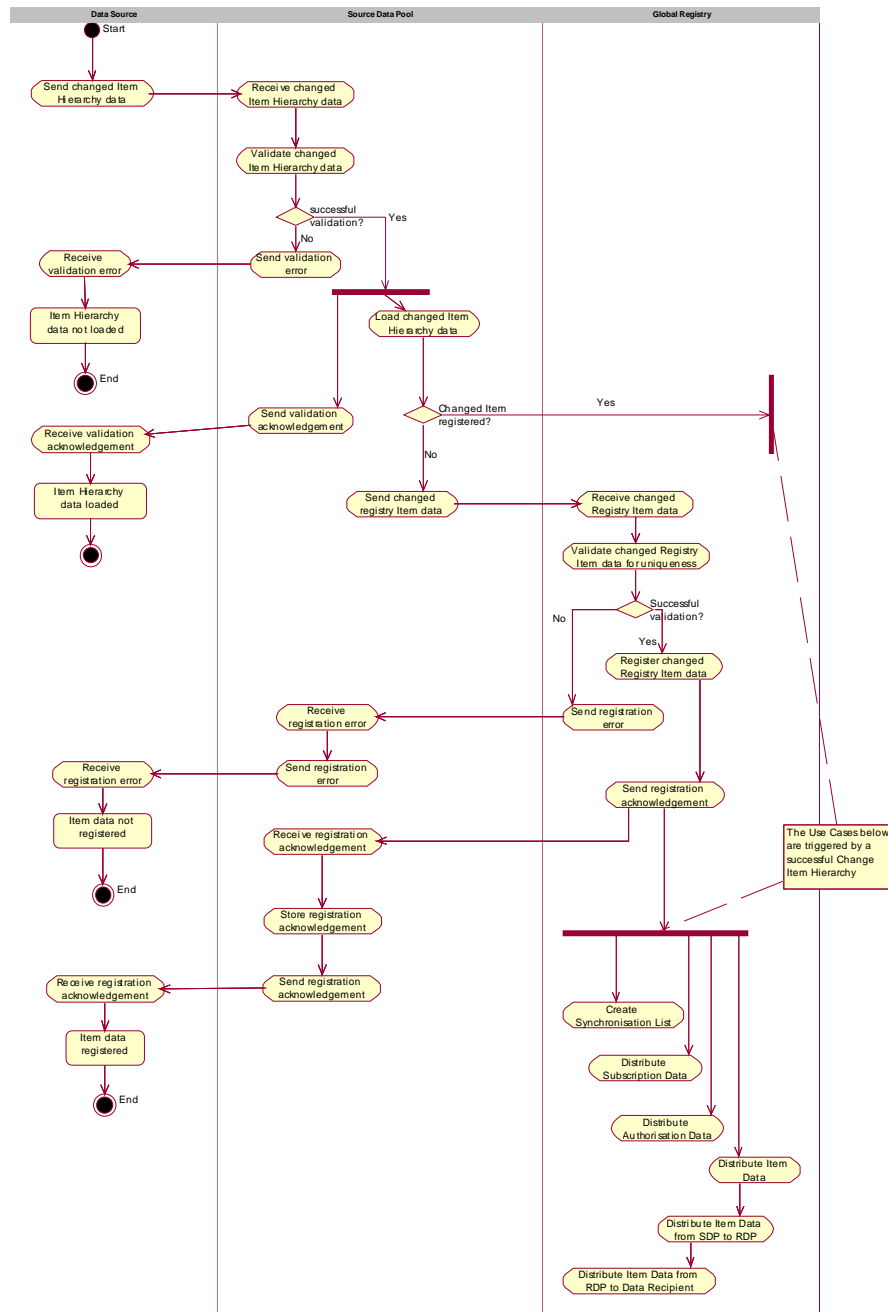 Data Source
Source Data Pool
Global Registry
Start
Send changed Item
Hierarchy data
Receive changed
Item Hierarchy data
Validate changed
Item Hierarchy data
successful
validation?
Yes
No
Send validation
error
Receive
validation error
Item Hierarchy
data not loaded
End
Load changed Item
Hierarchy data
Changed Item
registered?
Yes
No
Send validation
acknowledgement
Receive validation
acknowledgement
Item Hierarchy
data loaded
Send changed
registry Item data
Receive changed
Registry Item data
Validate changed Registry
Item data for uniqueness
Successful
validation?
No
Yes
Register changed
Registry Item data
Send registration
error
Receive
registration error
Send registration
error
Receive
registration error
Item data not
registered
End
Send registration
acknowledgement
Receive registration
acknowledgement
The Use Cases below
are triggered by a
successful Change
Item Hierarchy
Store registration
acknowledgement
Send registration
acknowledgement
Receive registration
acknowledgement
Item data
registered
End
Create
Synchronisation List
Distribute
Subscription Data
Distribute
Authorisation Data
Distribute Item
Data
Distribute Item Data
from SDP to RDP
Distribute Item Data from
RDP to Data Recipient